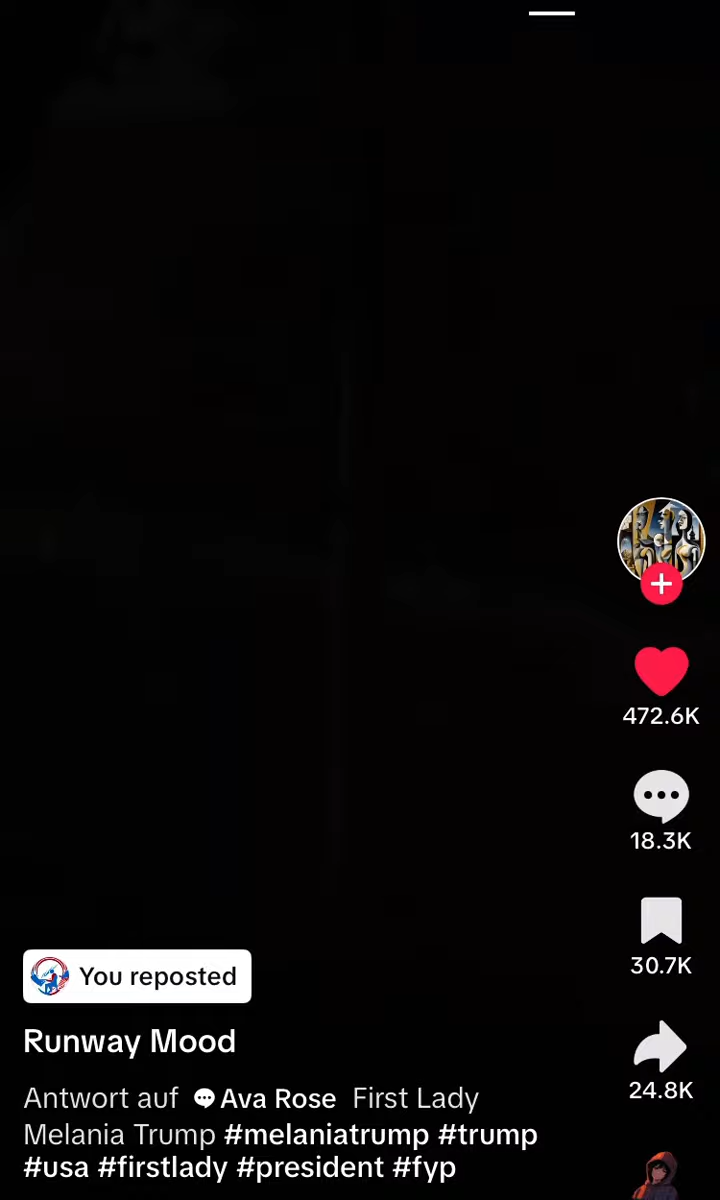 472.6K
18.3K
30.7K
24.8K
You reposted
Runway Mood
Antwort auf Ava Rose First Lady
Melania Trump #melaniatrump #trump
#usa #firstlady #president #fyp